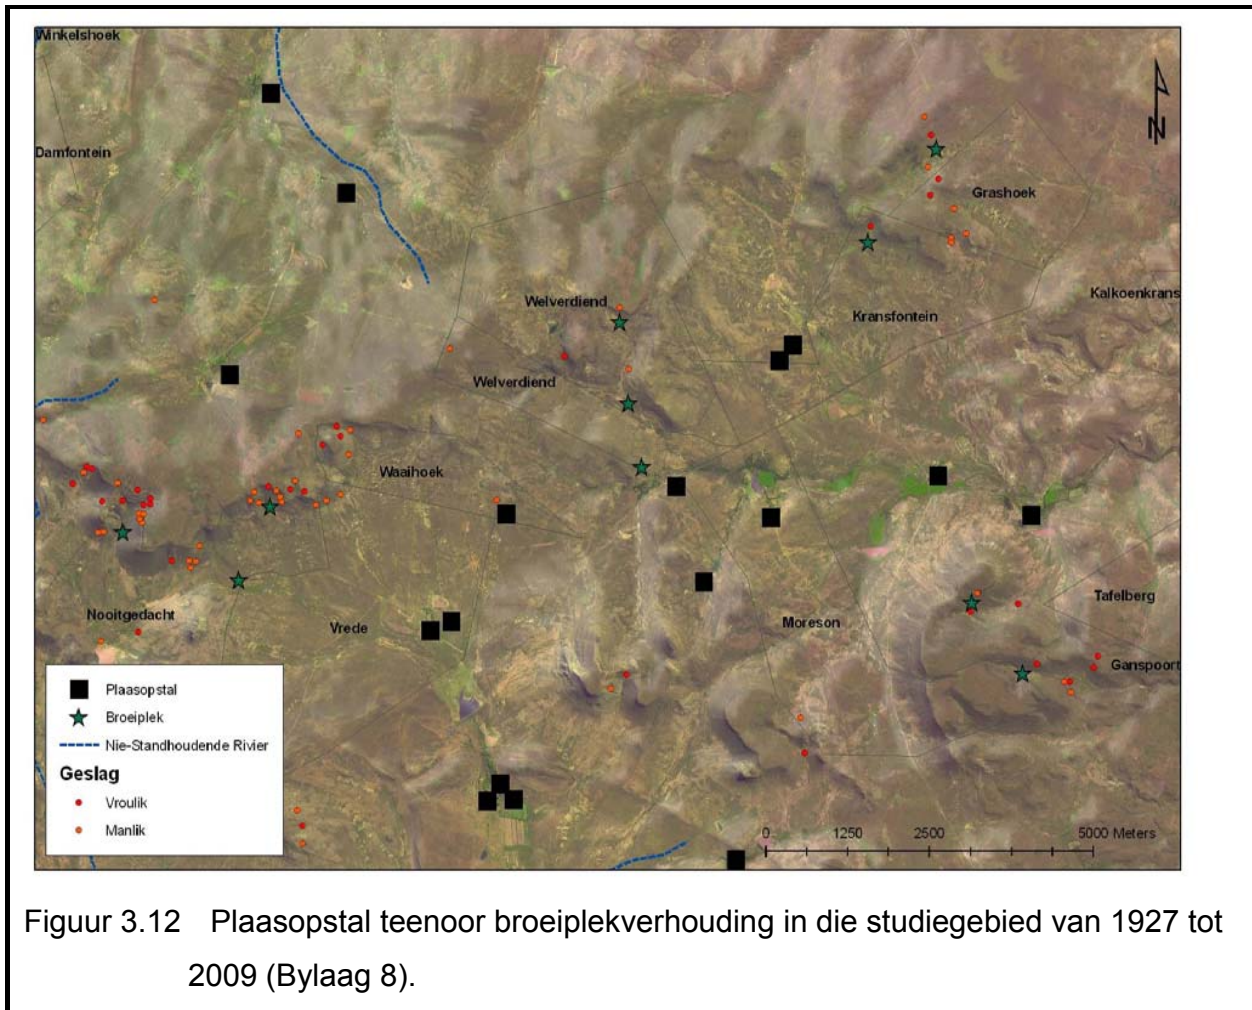 Winkelshoek
Damfontein
N
Grashoek
Kalkoenkrans
Welverdiend
Kransfontein
Welverdiend
Waaihoek
Nooitgedacht
Vrede
Moreson
Tafelberg
Ganspoort
Plaasopstal
Broeiplek
Nie-Standhoudende Rivier
Geslag
Vroulik
Manlik
0 1250 2500 5000 Meters
Figuur 3.12 Plaasopstal teenoor broeiplekverhouding in die studiegebied van 1927 tot
2009 (Bylaag 8).